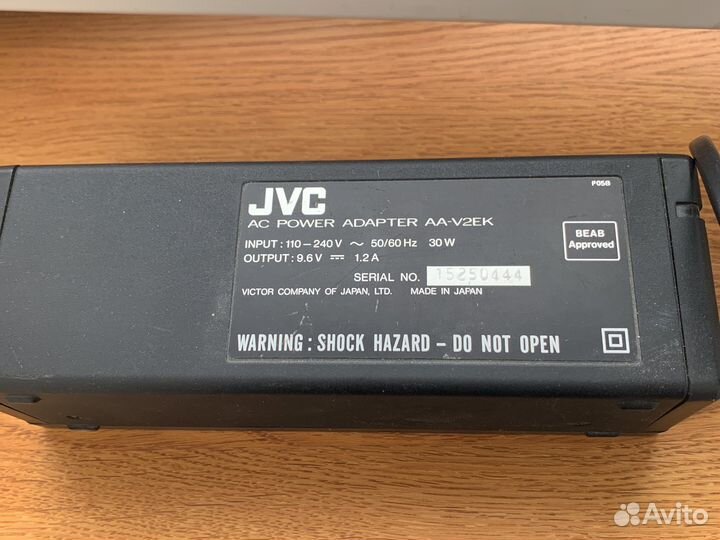 P05B
JVC
AC POWER ADAPTER AA-V2EK
INPUT : 110 – 240 V ~ 50/60 Hz 30 W
OUTPUT : 9.6 V ⎓ 1.2 A
BEAB
Approved
SERIAL NO. 15250444
VICTOR COMPANY OF JAPAN, LTD. MADE IN JAPAN
WARNING : SHOCK HAZARD – DO NOT OPEN
Avito